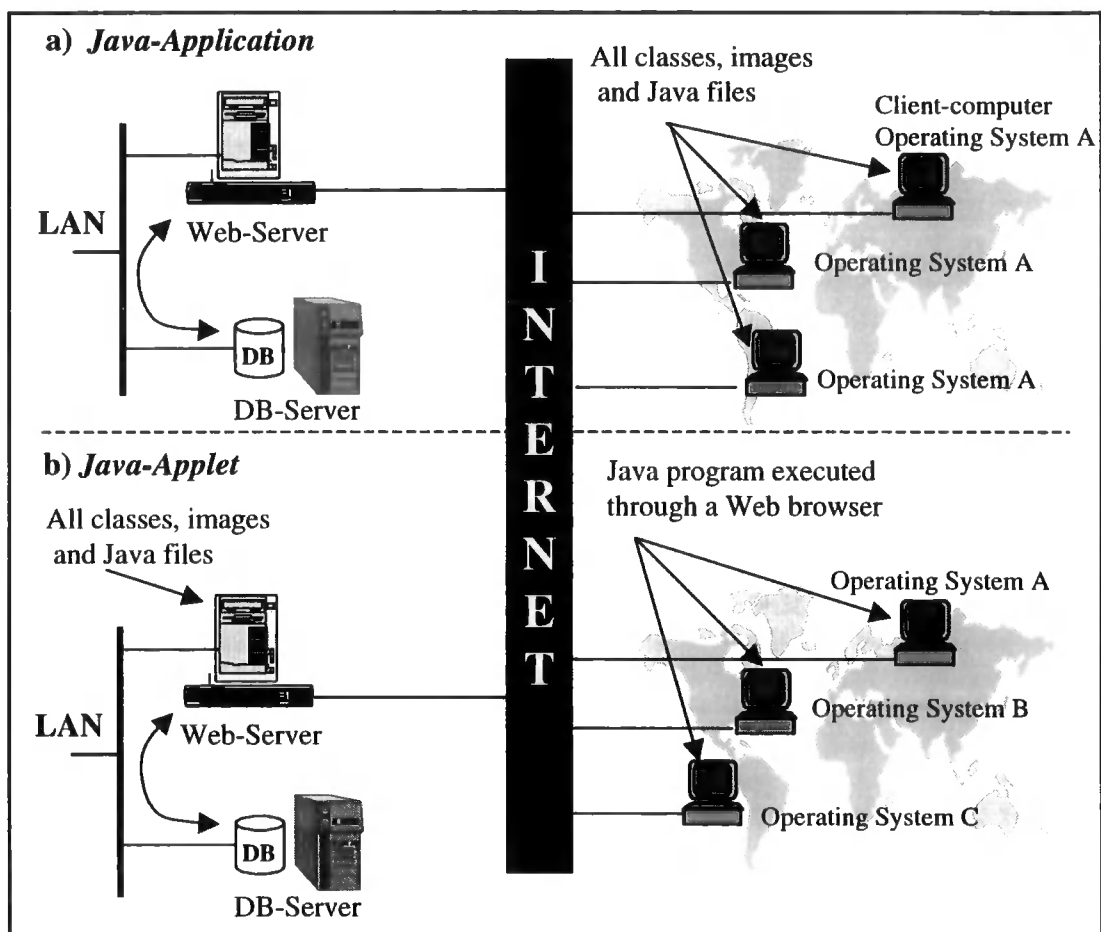 a) Java-Application
All classes, images
and Java files
Client-computer
Operating System A
LAN
Web-Server
Operating System A
DB
DB-Server
Operating System A
INTERNET
b) Java-Applet
All classes, images
and Java files
Java program executed
through a Web browser
Operating System A
LAN
Web-Server
Operating System B
DB
DB-Server
Operating System C